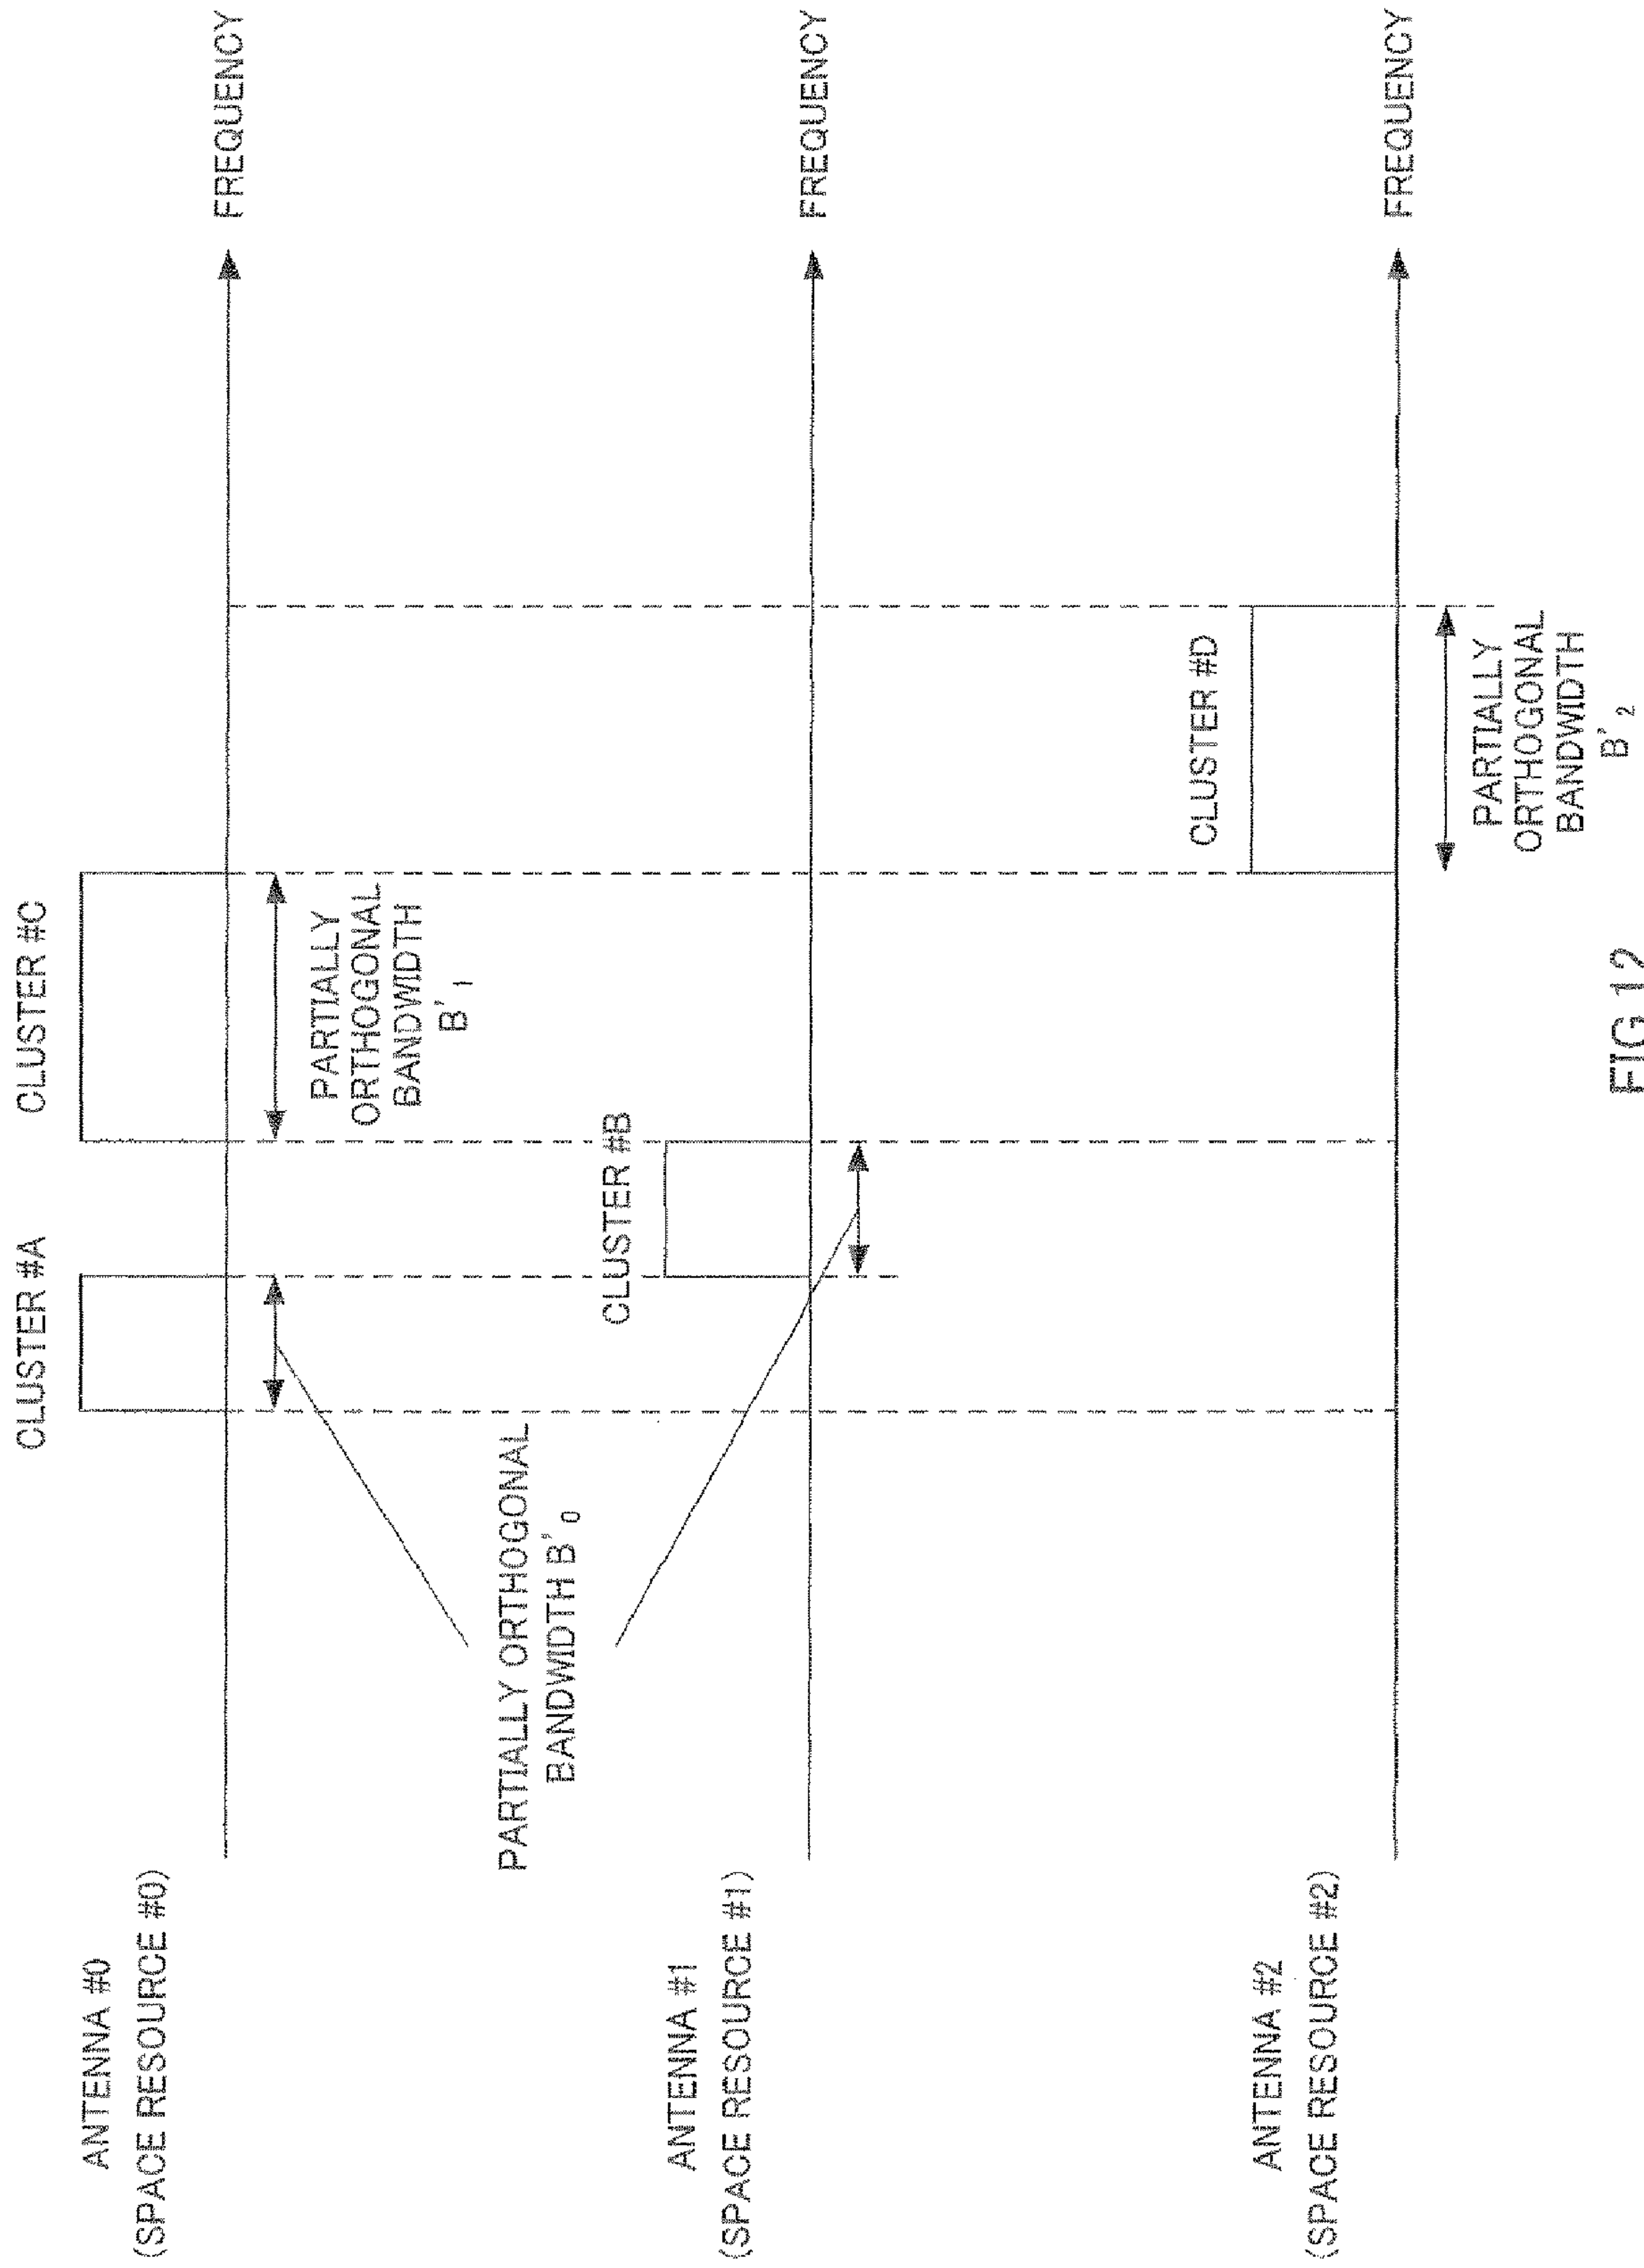 CLUSTER #A
CLUSTER #C
ANTENNA #0
(SPACE RESOURCE #0)
FREQUENCY
PARTIALLY
ORTHOGONAL
BANDWIDTH
B'1
PARTIALLY ORTHOGONAL
BANDWIDTH B'0
CLUSTER #B
ANTENNA #1
(SPACE RESOURCE #1)
FREQUENCY
CLUSTER #D
ANTENNA #2
(SPACE RESOURCE #2)
FREQUENCY
PARTIALLY
ORTHOGONAL
BANDWIDTH
B'2
FIG 12